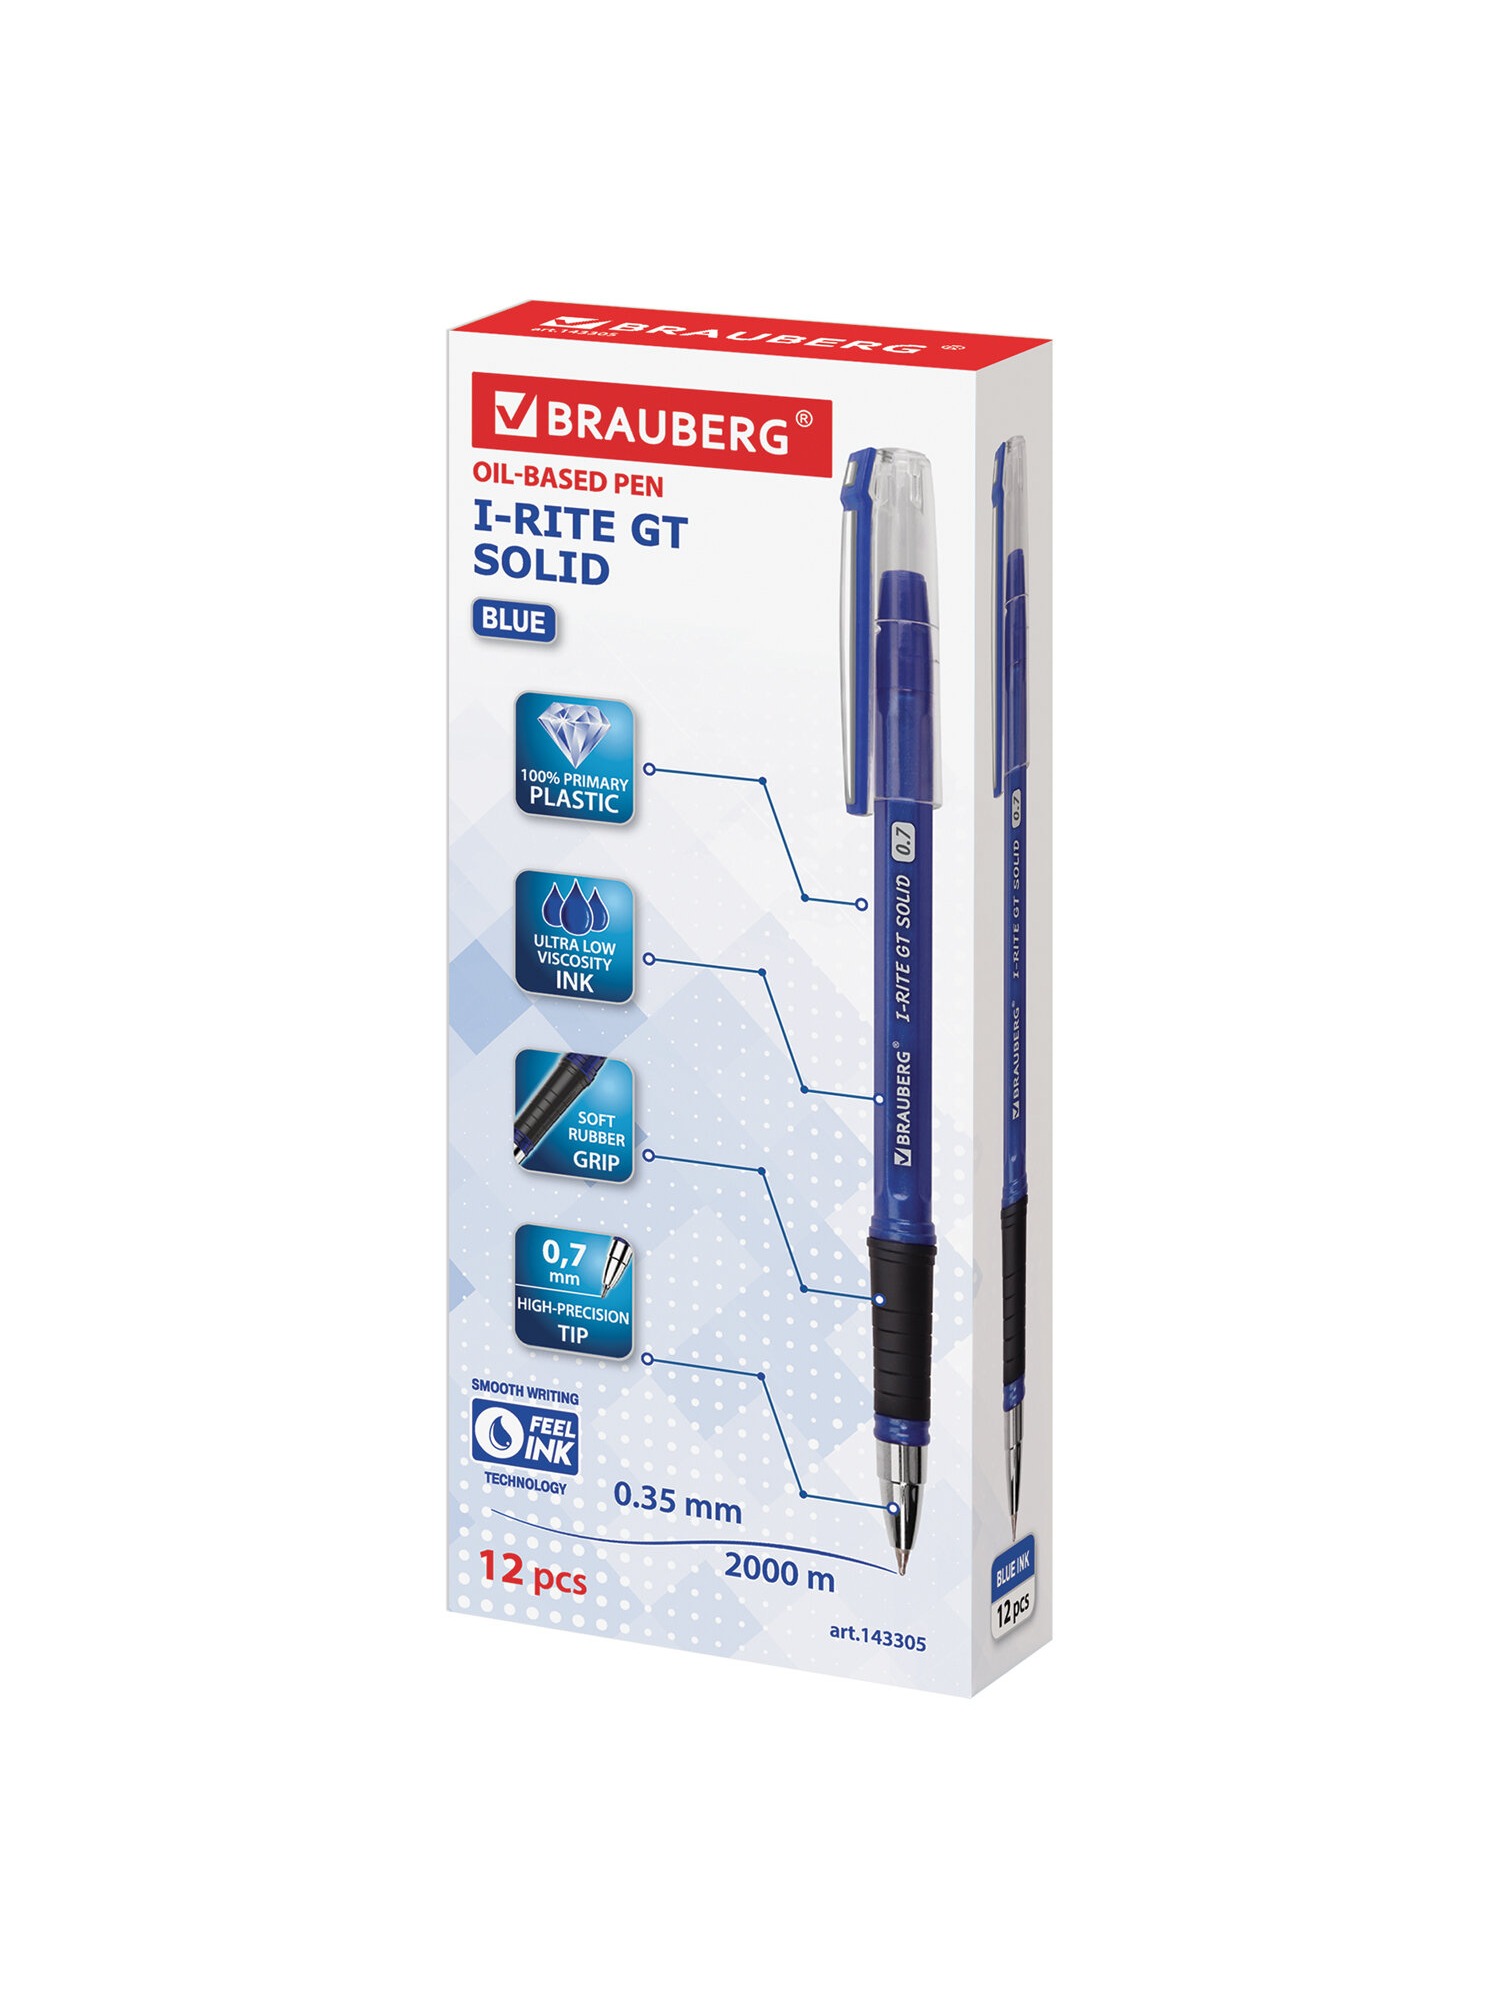 BRAUBERG®
art.143305
BRAUBERG®
OIL-BASED PEN
I-RITE GT
SOLID
BLUE
100% PRIMARY
PLASTIC
ULTRA LOW
VISCOSITY
INK
SOFT
RUBBER
GRIP
0,7
mm
HIGH-PRECISION
TIP
SMOOTH WRITING
FEEL
INK
TECHNOLOGY
0.35 mm
2000 m
12 pcs
art.143305
BRAUBERG® I-RITE GT SOLID 0.7
BRAUBERG® I-RITE GT SOLID 0.7
BLUE INK
12 pcs